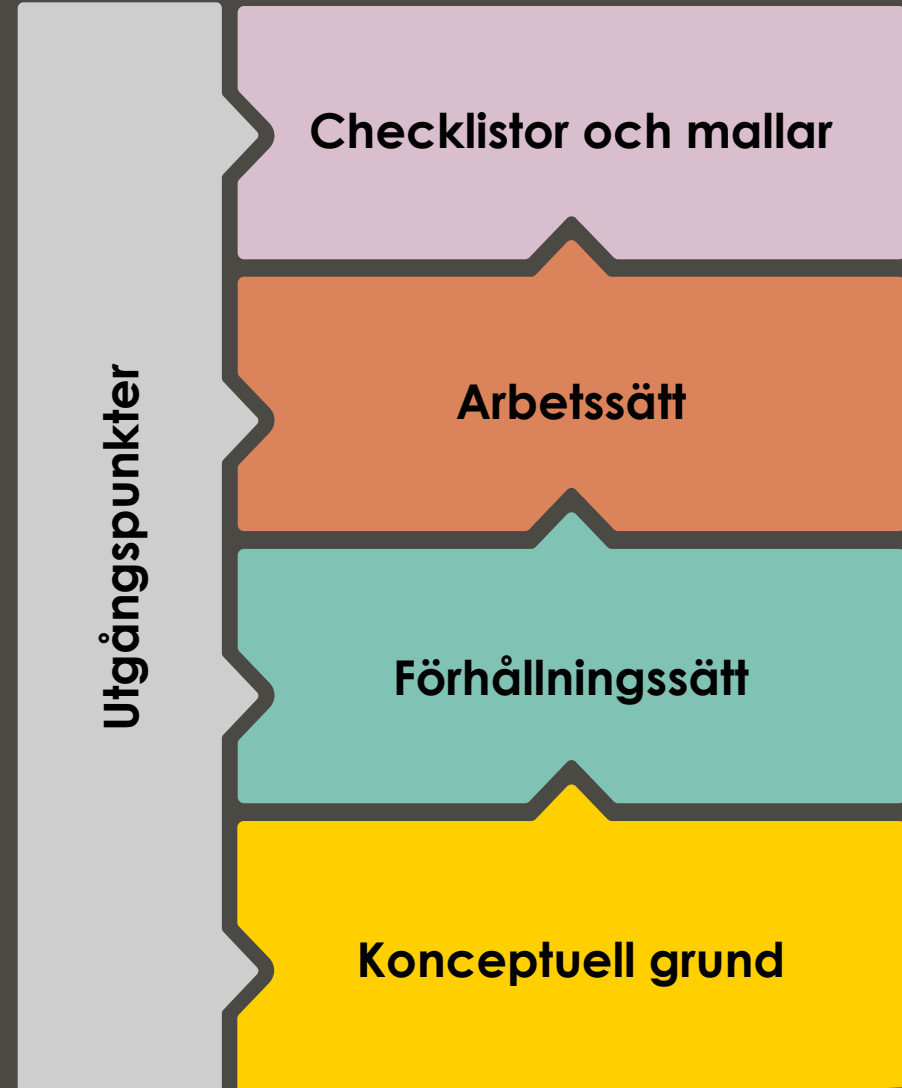 Utgångspunkter
Checklistor och mallar
Arbetssätt
Förhållningssätt
Konceptuell grund